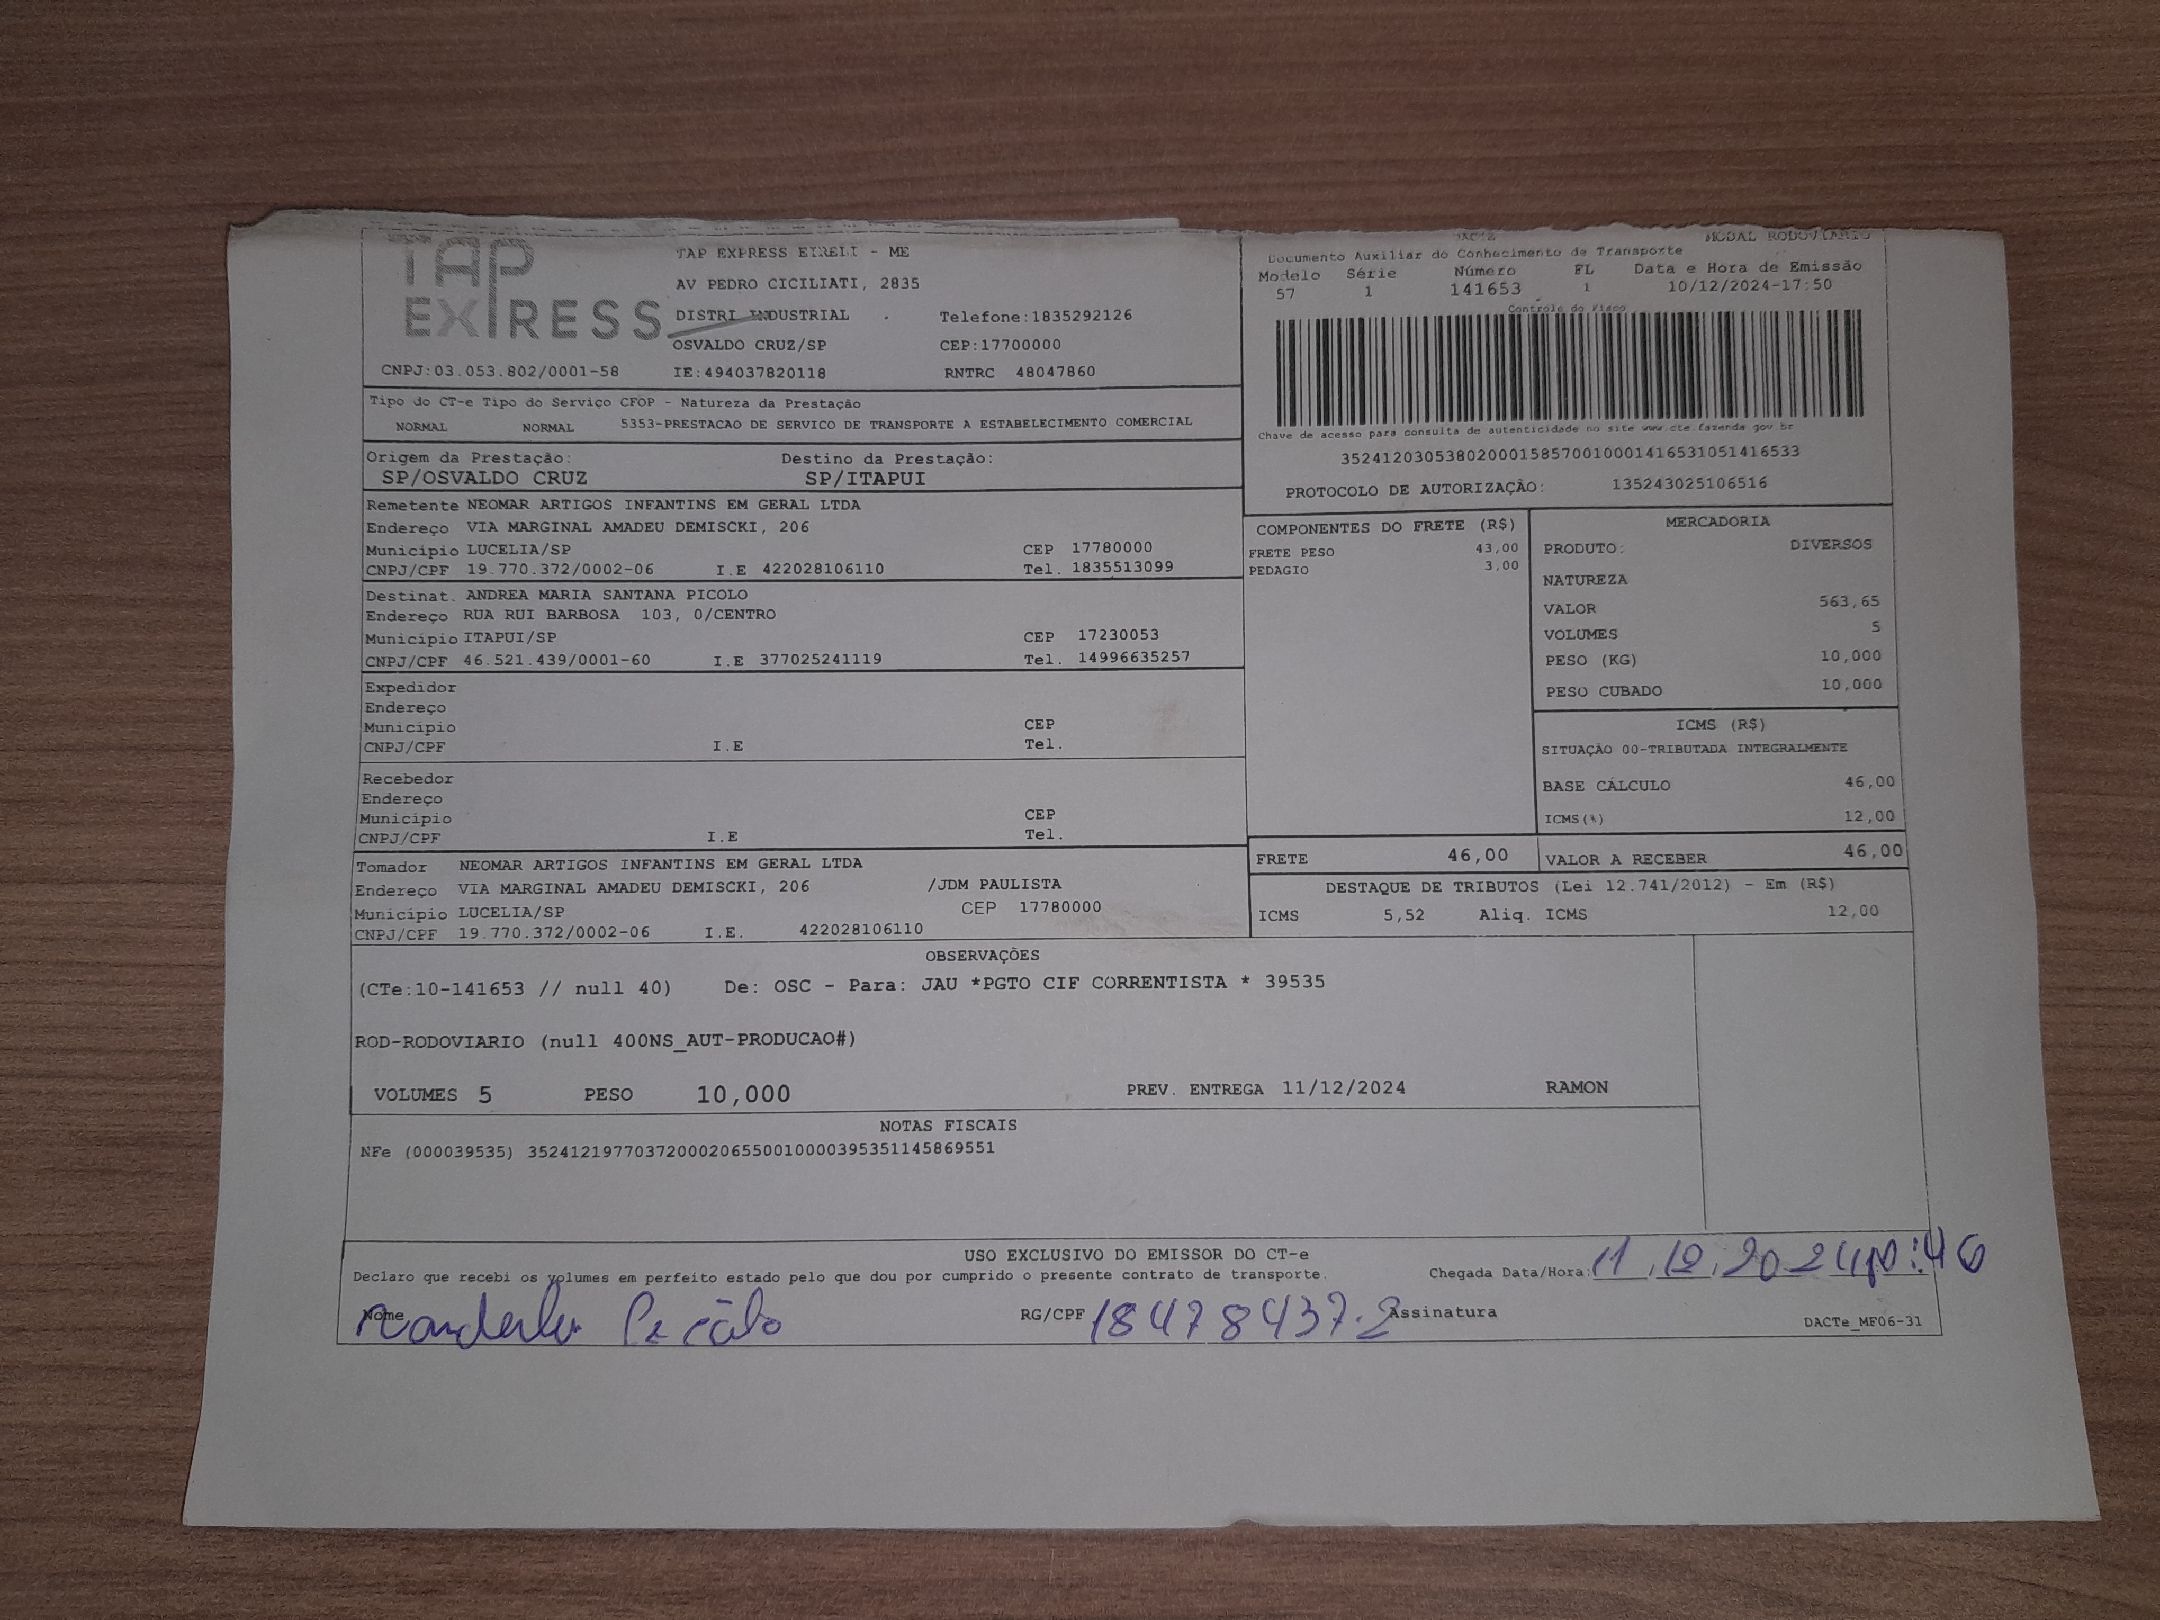 TAP EXPRESS
TAP EXPRESS EIRELI - ME
AV PEDRO CICILIATI, 2835
DISTRI INDUSTRIAL Telefone:1835292126
OSVALDO CRUZ/SP CEP:17700000
CNPJ:03.053.802/0001-58 IE:494037820118 RNTRC 48047860
DACTE MODAL RODOVIARIO
Documento Auxiliar do Conhecimento de Transporte
Modelo Série Número FL Data e Hora de Emissão
57 1 141653 1 10/12/2024-17:50
Controle do Fisco
Chave de acesso para consulta de autenticidade no site www.cte.fazenda gov br
35241203053802000158570010001416531051416533
PROTOCOLO DE AUTORIZAÇÃO: 135243025106516
Tipo do CT-e Tipo do Serviço CFOP - Natureza da Prestação
NORMAL NORMAL 5353-PRESTACAO DE SERVICO DE TRANSPORTE A ESTABELECIMENTO COMERCIAL
Origem da Prestação: Destino da Prestação:
SP/OSVALDO CRUZ SP/ITAPUI
Remetente NEOMAR ARTIGOS INFANTINS EM GERAL LTDA
Endereço VIA MARGINAL AMADEU DEMISCKI, 206
Município LUCELIA/SP CEP 17780000
CNPJ/CPF 19.770.372/0002-06 I.E 422028106110 Tel. 1835513099
Destinat. ANDREA MARIA SANTANA PICOLO
Endereço RUA RUI BARBOSA 103, 0/CENTRO
Município ITAPUI/SP CEP 17230053
CNPJ/CPF 46.521.439/0001-60 I.E 377025241119 Tel. 14996635257
Expedidor
Endereço
Município CEP
CNPJ/CPF I.E Tel.
Recebedor
Endereço
Município CEP
CNPJ/CPF I.E Tel.
Tomador NEOMAR ARTIGOS INFANTINS EM GERAL LTDA
Endereço VIA MARGINAL AMADEU DEMISCKI, 206 /JDM PAULISTA
Município LUCELIA/SP CEP 17780000
CNPJ/CPF 19.770.372/0002-06 I.E. 422028106110
COMPONENTES DO FRETE (R$)
FRETE PESO 43,00
PEDAGIO 3,00
MERCADORIA
PRODUTO: DIVERSOS
NATUREZA
VALOR 563,65
VOLUMES 5
PESO (KG) 10,000
PESO CUBADO 10,000
ICMS (R$)
SITUAÇÃO 00-TRIBUTADA INTEGRALMENTE
BASE CÁLCULO 46,00
ICMS(%) 12,00
FRETE 46,00 VALOR A RECEBER 46,00
DESTAQUE DE TRIBUTOS (Lei 12.741/2012) - Em (R$)
ICMS 5,52 Aliq. ICMS 12,00
OBSERVAÇÕES
(CTe:10-141653 // null 40) De: OSC - Para: JAU *PGTO CIF CORRENTISTA * 39535
ROD-RODOVIARIO (null 400NS_AUT-PRODUCAO#)
VOLUMES 5 PESO 10,000 PREV. ENTREGA 11/12/2024 RAMON
NOTAS FISCAIS
NFe (000039535) 35241219770372000206550010000395351145869551
USO EXCLUSIVO DO EMISSOR DO CT-e
Declaro que recebi os volumes em perfeito estado pelo que dou por cumprido o presente contrato de transporte. Chegada Data/Hora: 11.12.2024
Nome RG/CPF 18478437-2 Assinatura
DACTe_MF06-31